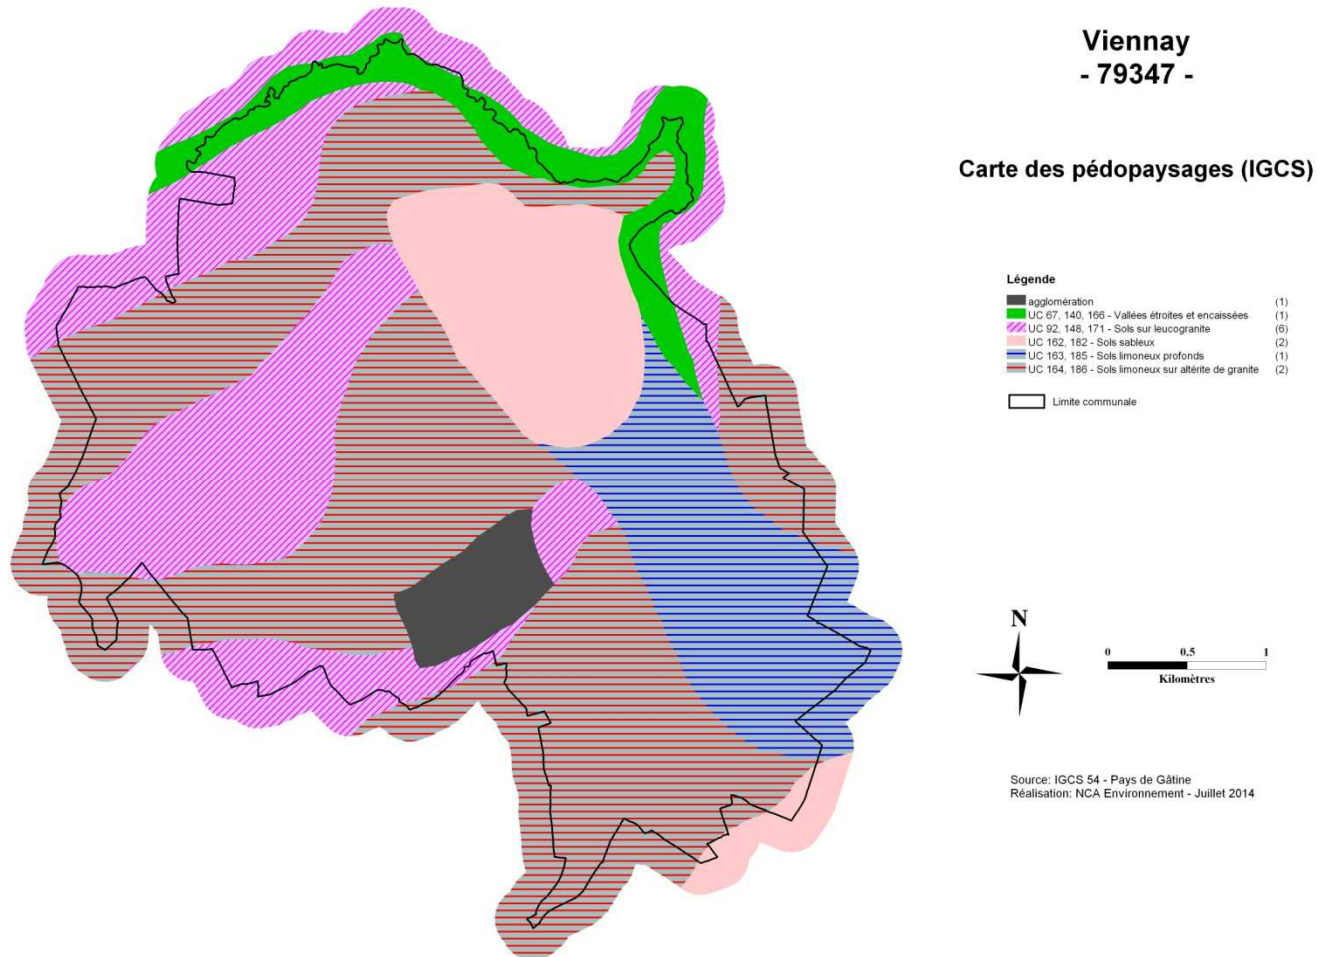 Viennay
- 79347 -
Carte des pédopaysages (IGCS)
Légende
agglomération (1)
UC 67, 140, 166 - Vallées étroites et encaissées (1)
UC 92, 148, 171 - Sols sur leucogranite (6)
UC 162, 182 - Sols sableux (2)
UC 163, 185 - Sols limoneux profonds (1)
UC 164, 186 - Sols limoneux sur altérite de granite (2)
Limite communale
N
0 0,5 1
Kilomètres
Source: IGCS 54 - Pays de Gâtine
Réalisation: NCA Environnement - Juillet 2014